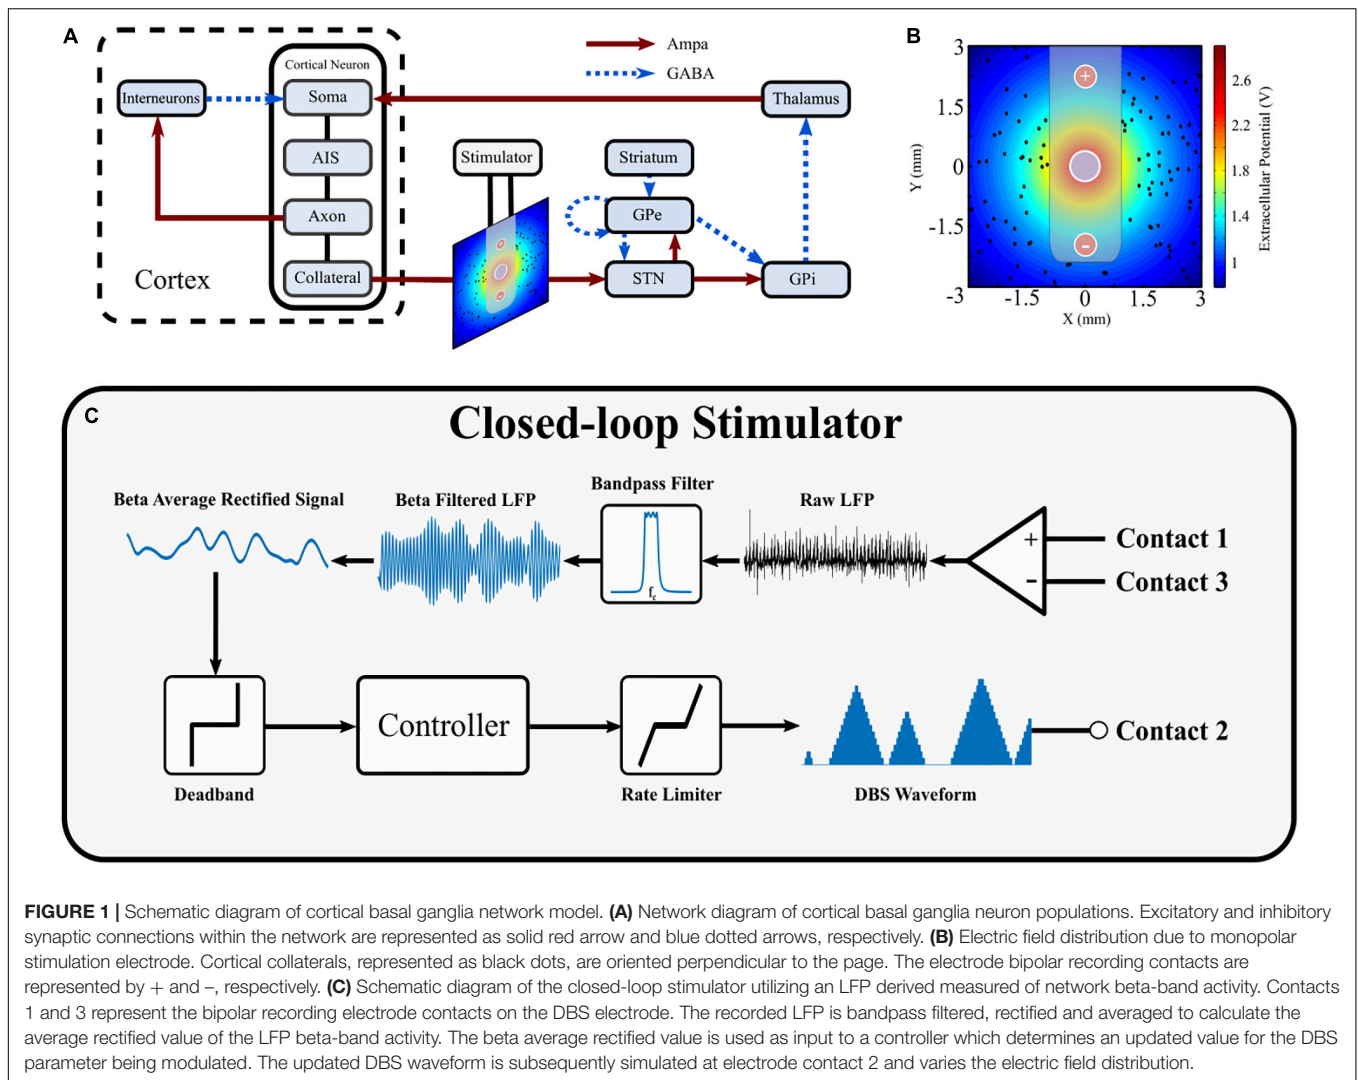 A
Cortical Neuron
Interneurons
Soma
AIS
Axon
Collateral
Cortex
Ampa
GABA
Thalamus
Stimulator
Striatum
GPe
STN
GPi
B
3
1.5
0
-1.5
-3
Y (mm)
-1.5
0
1.5
3
X (mm)
+
-
2.6
2.2
1.8
1.4
1
Extracellular Potential (V)
C
Closed-loop Stimulator
Beta Average Rectified Signal
Beta Filtered LFP
Bandpass Filter
fc
Raw LFP
+
-
Contact 1
Contact 3
Deadband
Controller
Rate Limiter
DBS Waveform
Contact 2
FIGURE 1 | Schematic diagram of cortical basal ganglia network model. (A) Network diagram of cortical basal ganglia neuron populations. Excitatory and inhibitory
synaptic connections within the network are represented as solid red arrow and blue dotted arrows, respectively. (B) Electric field distribution due to monopolar
stimulation electrode. Cortical collaterals, represented as black dots, are oriented perpendicular to the page. The electrode bipolar recording contacts are
represented by + and –, respectively. (C) Schematic diagram of the closed-loop stimulator utilizing an LFP derived measured of network beta-band activity. Contacts
1 and 3 represent the bipolar recording electrode contacts on the DBS electrode. The recorded LFP is bandpass filtered, rectified and averaged to calculate the
average rectified value of the LFP beta-band activity. The beta average rectified value is used as input to a controller which determines an updated value for the DBS
parameter being modulated. The updated DBS waveform is subsequently simulated at electrode contact 2 and varies the electric field distribution.